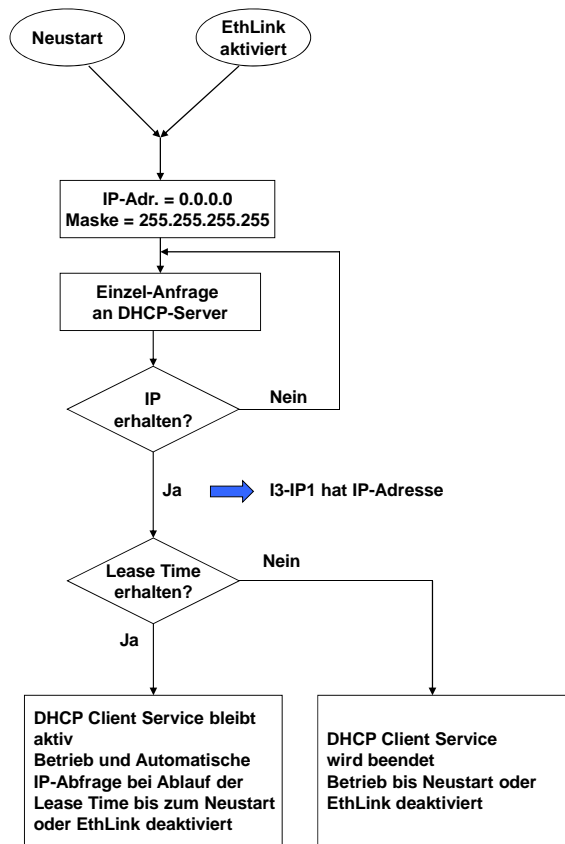 Neustart
EthLink
aktiviert
IP-Adr. = 0.0.0.0
Maske = 255.255.255.255
Einzel-Anfrage
an DHCP-Server
IP
erhalten?
Nein
Ja
I3-IP1 hat IP-Adresse
Lease Time
erhalten?
Nein
Ja
DHCP Client Service bleibt
aktiv
Betrieb und Automatische
IP-Abfrage bei Ablauf der
Lease Time bis zum Neustart
oder EthLink deaktiviert
DHCP Client Service
wird beendet
Betrieb bis Neustart oder
EthLink deaktiviert